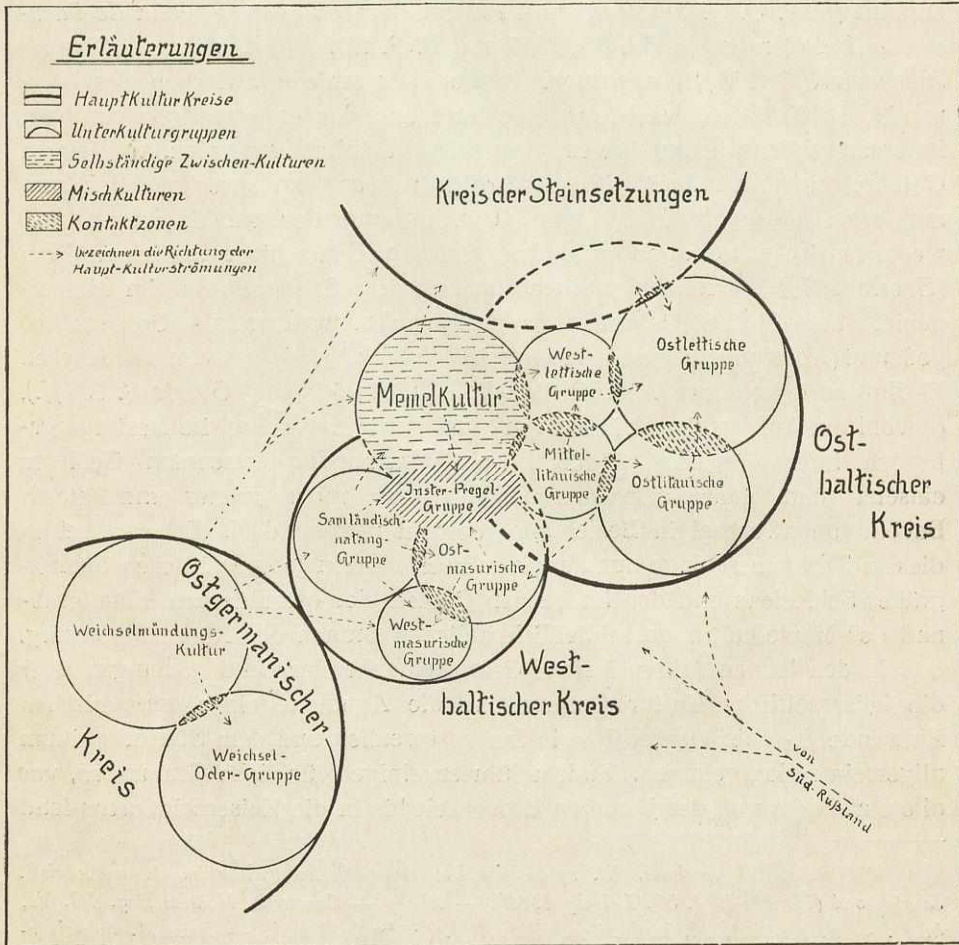 Erläuterungen
Hauptkulturkreise
Unterkulturgruppen
Selbständige Zwischen-Kulturen
Mischkulturen
Kontaktzonen
bezeichnen die Richtung der
Haupt-Kulturströmungen
Kreis der Steinsetzungen
West-
lettische
Gruppe
Ostlettische
Gruppe
Memelkultur
Mittel-
litauische
Gruppe
Ostlitauische
Gruppe
Ost-
baltischer
Kreis
Inster-Pregel-
Gruppe
Samländisch-
natang-
Gruppe
Ost-
masurische
Gruppe
West-
masurische
Gruppe
West-
baltischer Kreis
Ostgermanischer
Kreis
Weichselmündungs-
Kultur
Weichsel-
Oder-Gruppe
von
Süd-Rußland